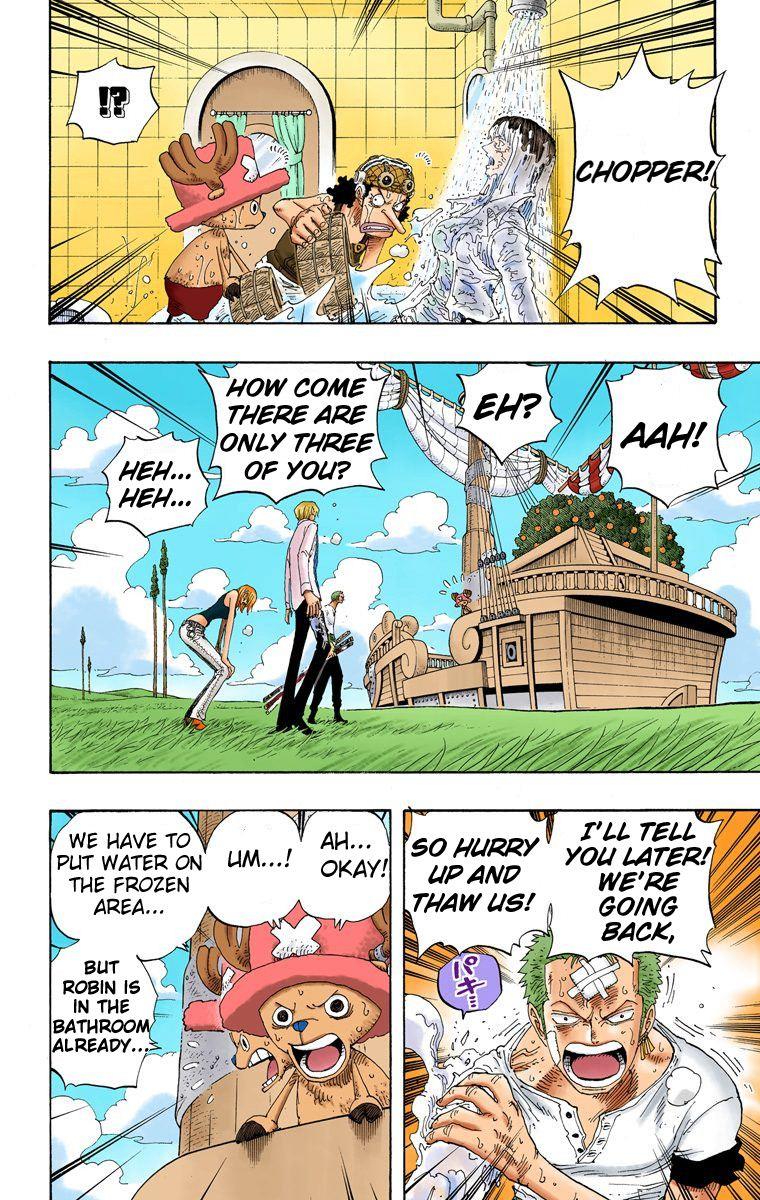 CHOPPER!
!?
AAH!
EH?
HOW COME
THERE ARE
ONLY THREE
OF YOU?
HEH...
HEH...
I'LL TELL
YOU LATER!
WE'RE
GOING
BACK,
SO HURRY
UP AND
THAW US!
パキ...
AH...
OKAY!
UM...!
WE HAVE TO
PUT WATER ON
THE FROZEN
AREA...
BUT
ROBIN IS
IN THE
BATHROOM
ALREADY...